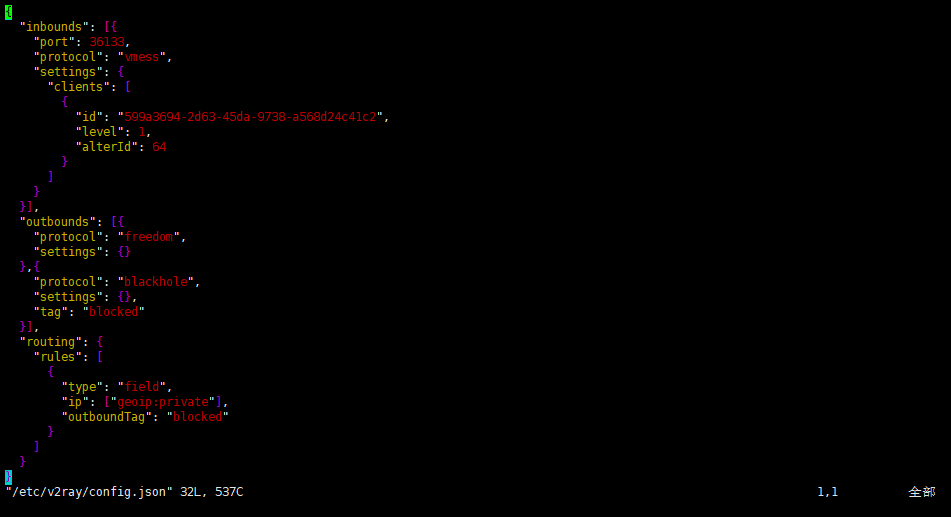 {
  "inbounds": [{
    "port": 36133,
    "protocol": "vmess",
    "settings": {
      "clients": [
        {
          "id": "599a3694-2d63-45da-9738-a568d24c41c2",
          "level": 1,
          "alterId": 64
        }
      ]
    }
  }],
  "outbounds": [{
    "protocol": "freedom",
    "settings": {}
  },{
    "protocol": "blackhole",
    "settings": {},
    "tag": "blocked"
  }],
  "routing": {
    "rules": [
      {
        "type": "field",
        "ip": ["geoip:private"],
        "outboundTag": "blocked"
      }
    ]
  }
}
"/etc/v2ray/config.json" 32L, 537C 1,1 全部